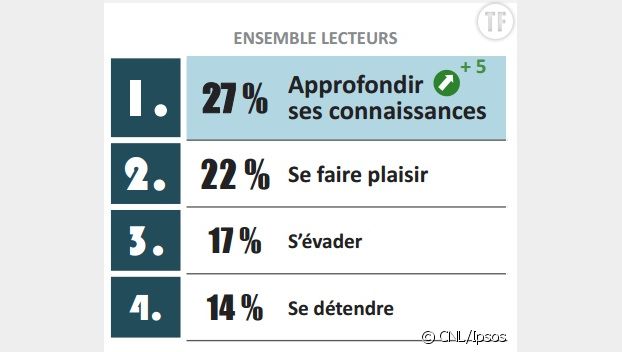 TF
ENSEMBLE LECTEURS
1. 27 % Approfondir + 5
ses connaissances
2. 22 % Se faire plaisir
3. 17 % S’évader
4. 14 % Se détendre
© CNL/Ipsos